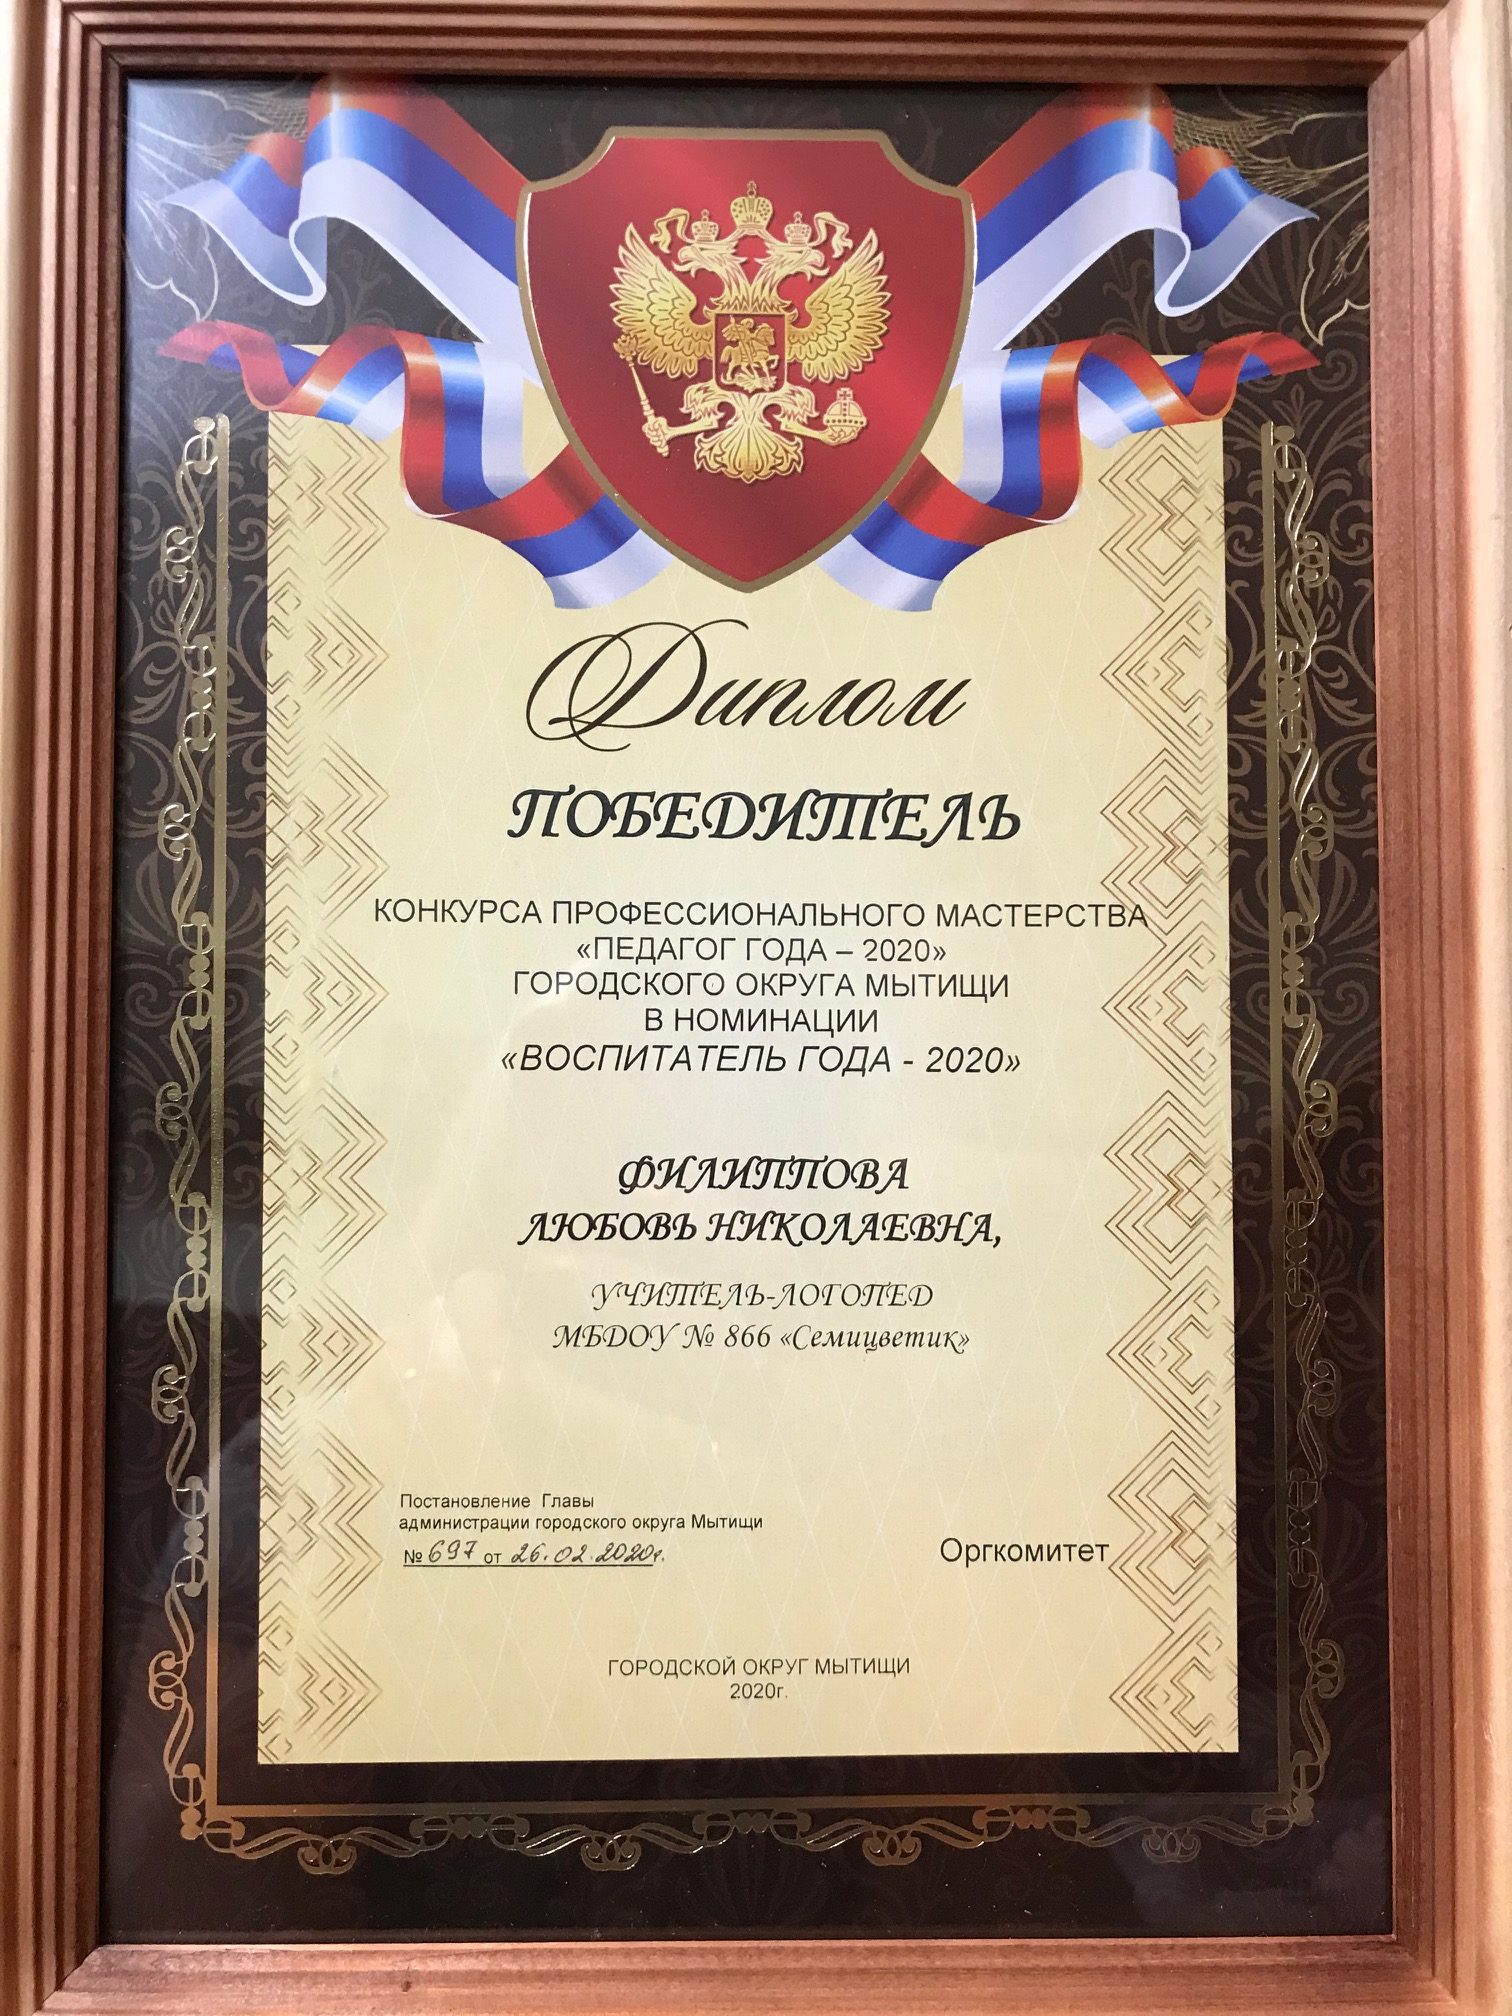 Диплом
ПОБЕДИТЕЛЬ
КОНКУРСА ПРОФЕССИОНАЛЬНОГО МАСТЕРСТВА
«ПЕДАГОГ ГОДА – 2020»
ГОРОДСКОГО ОКРУГА МЫТИЩИ
В НОМИНАЦИИ
«ВОСПИТАТЕЛЬ ГОДА - 2020»
ФИЛИППОВА
ЛЮБОВЬ НИКОЛАЕВНА,
УЧИТЕЛЬ-ЛОГОПЕД
МБДОУ № 866 «Семицветик»
Постановление Главы
администрации городского округа Мытищи
№ 697 от 26.02.2020г.
Оргкомитет
ГОРОДСКОЙ ОКРУГ МЫТИЩИ
2020г.